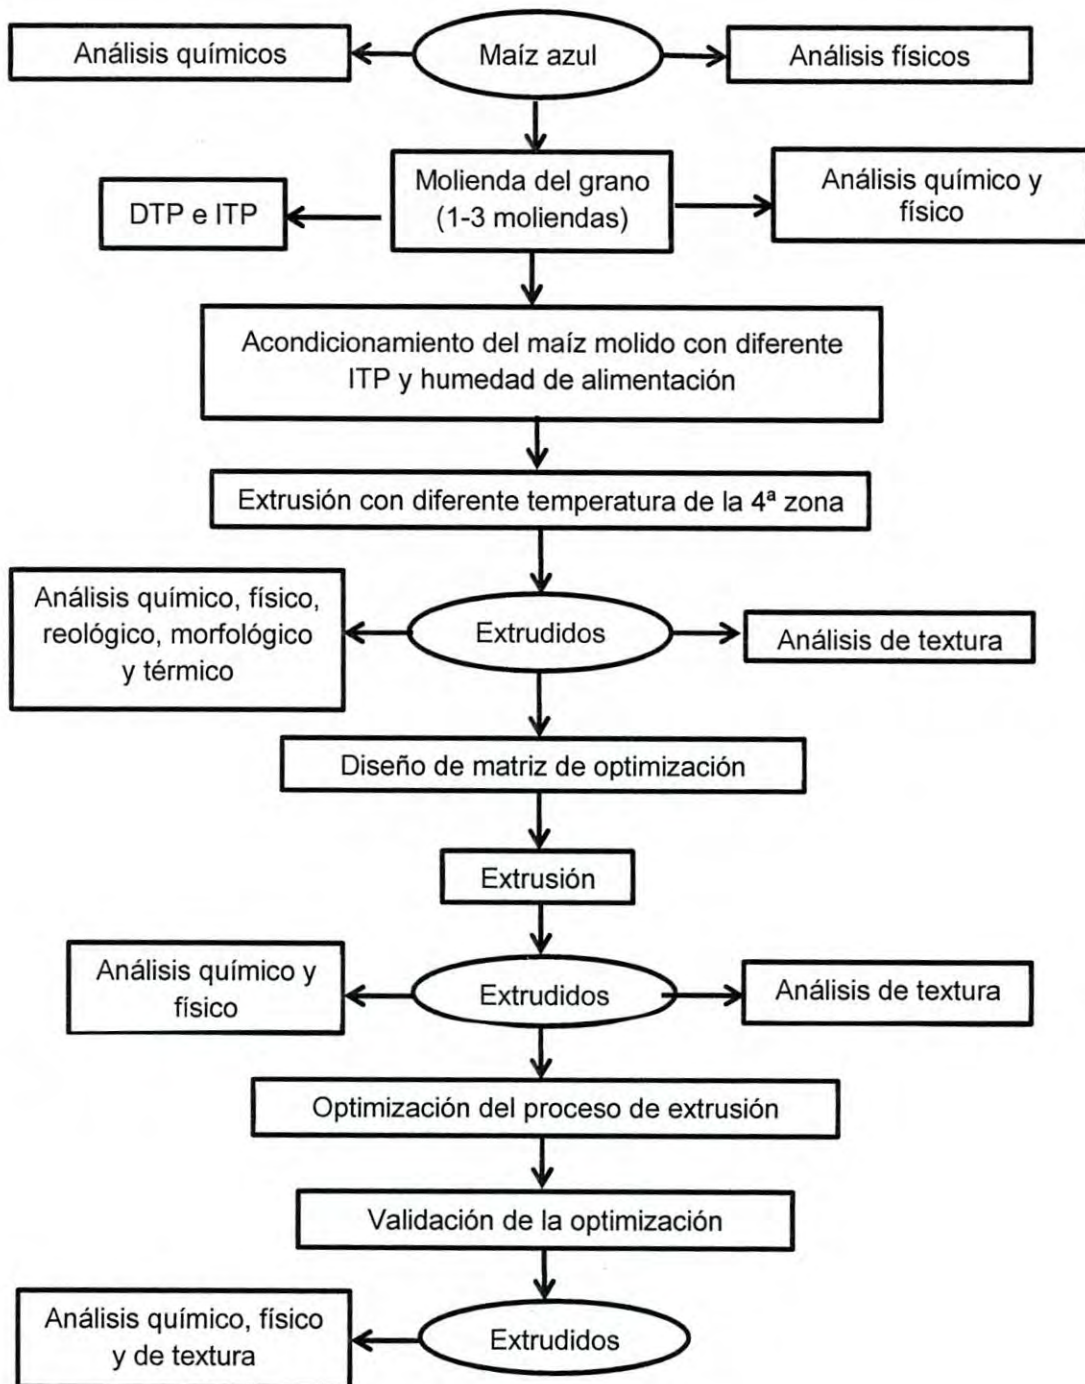 Análisis químicos
Maíz azul
Análisis físicos
DTP e ITP
Molienda del grano
(1-3 moliendas)
Análisis químico y
físico
Acondicionamiento del maíz molido con diferente
ITP y humedad de alimentación
Extrusión con diferente temperatura de la 4ª zona
Análisis químico, físico,
reológico, morfológico
y térmico
Extrudidos
Análisis de textura
Diseño de matriz de optimización
Extrusión
Análisis químico y
físico
Extrudidos
Análisis de textura
Optimización del proceso de extrusión
Validación de la optimización
Análisis químico, físico
y de textura
Extrudidos